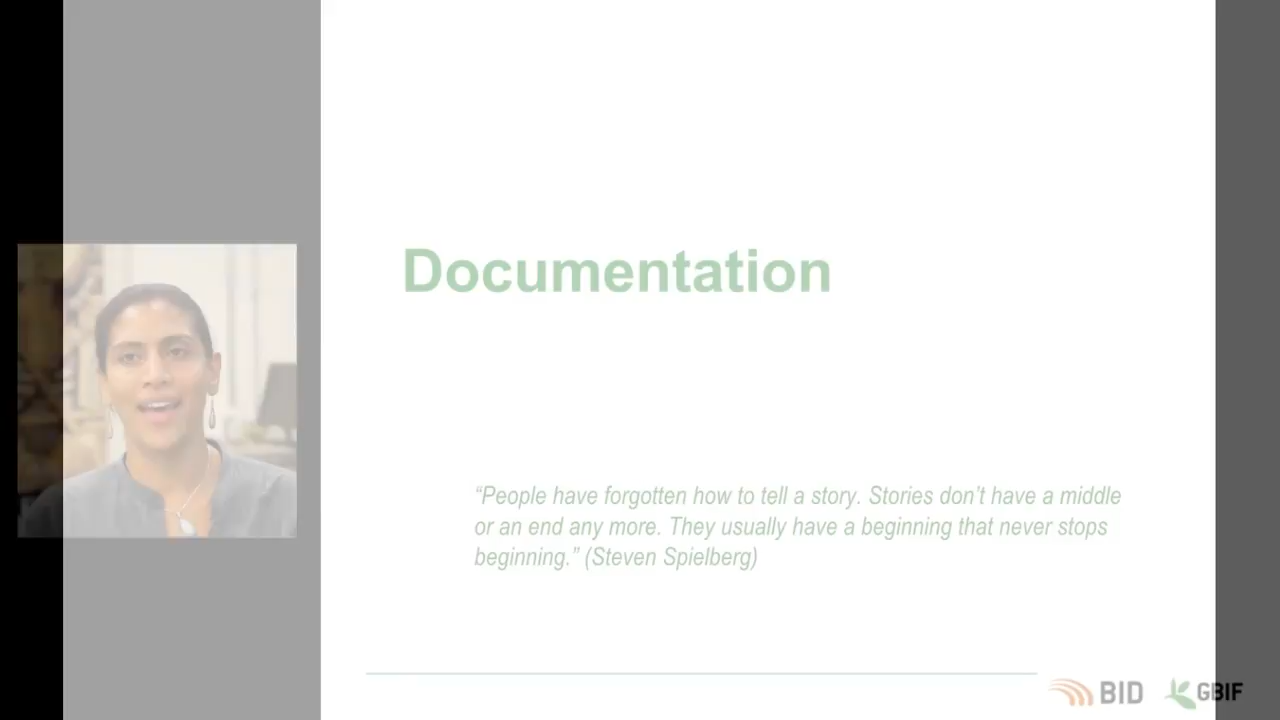 Documentation
“People have forgotten how to tell a story. Stories don’t have a middle
or an end any more. They usually have a beginning that never stops
beginning.” (Steven Spielberg)
BID GBIF